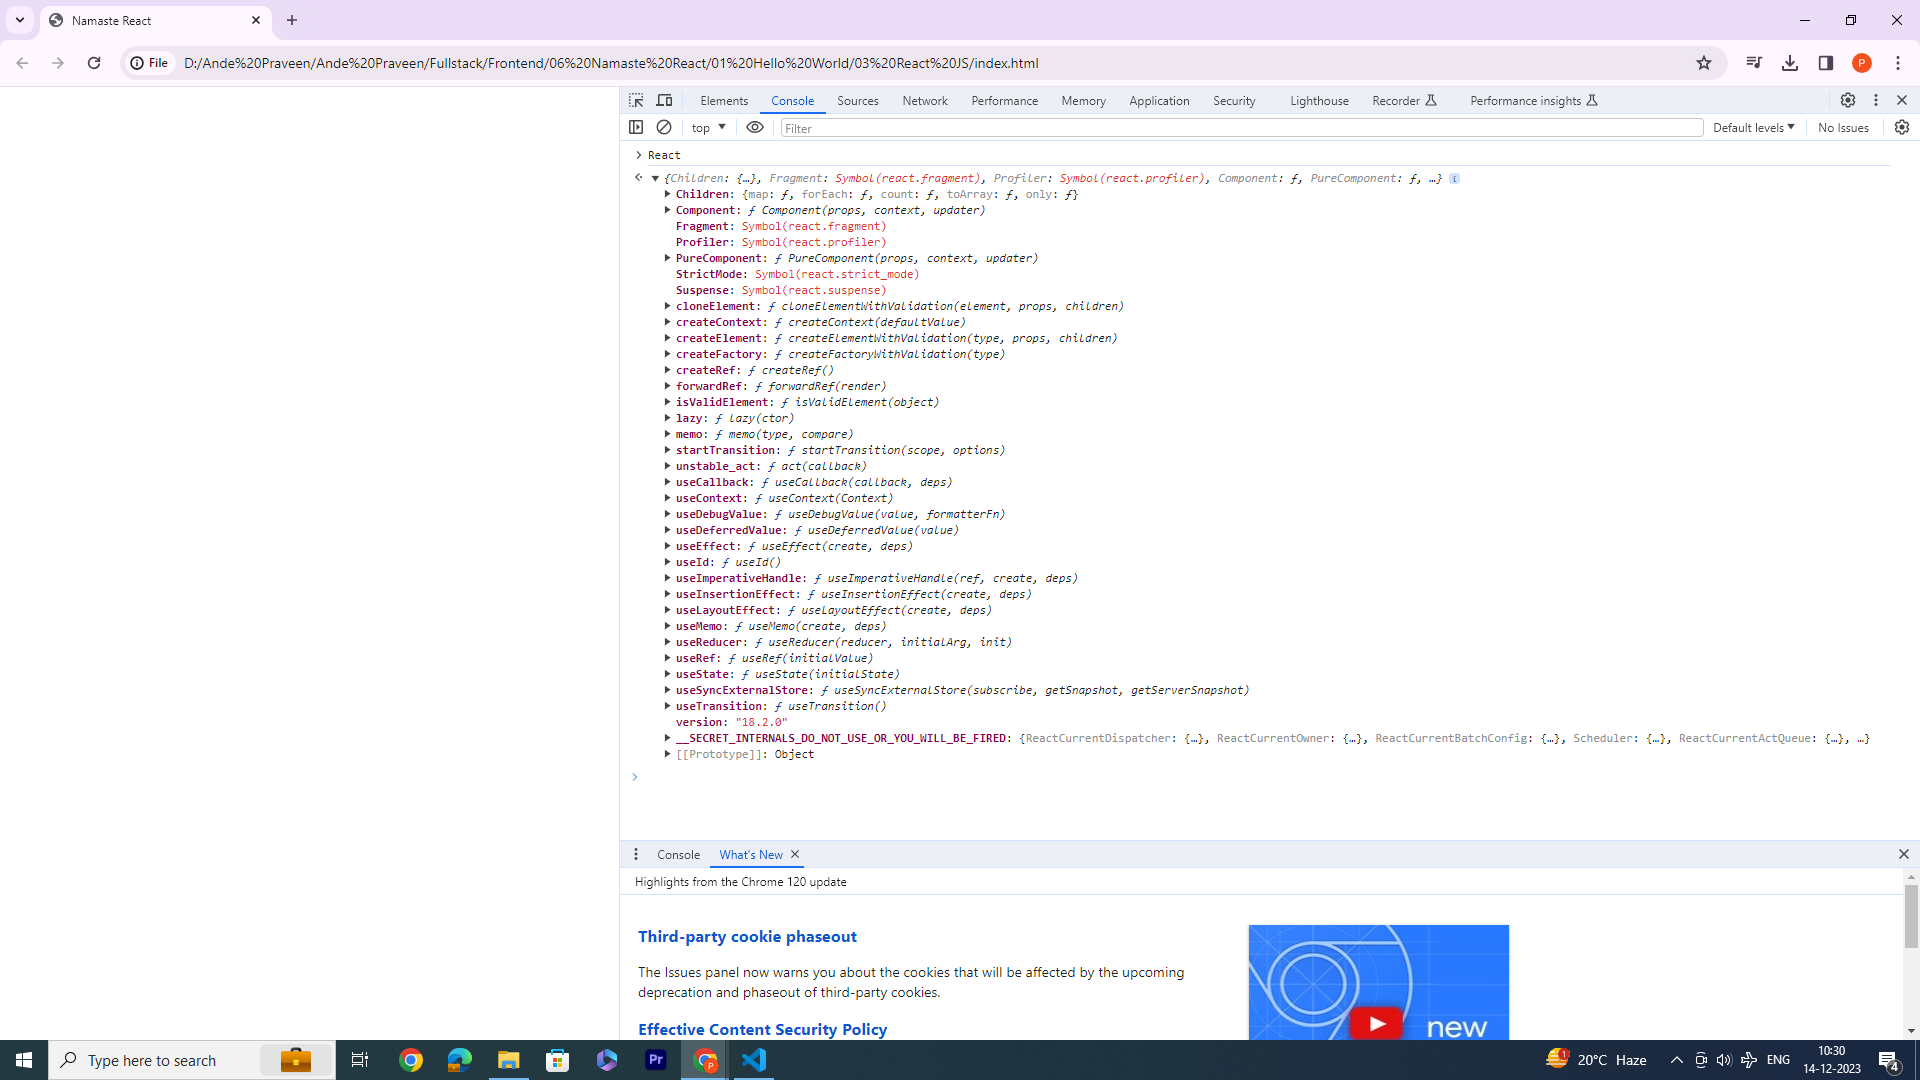 Namaste React
File
D:/Ande%20Praveen/Ande%20Praveen/Fullstack/Frontend/06%20Namaste%20React/01%20Hello%20World/03%20React%20JS/index.html
P
Elements Console Sources Network Performance Memory Application Security Lighthouse Recorder Performance insights
top Filter Default levels No Issues
React
{Children: {…}, Fragment: Symbol(react.fragment), Profiler: Symbol(react.profiler), Component: ƒ, PureComponent: ƒ, …} i
Children: {map: ƒ, forEach: ƒ, count: ƒ, toArray: ƒ, only: ƒ}
Component: ƒ Component(props, context, updater)
Fragment: Symbol(react.fragment)
Profiler: Symbol(react.profiler)
PureComponent: ƒ PureComponent(props, context, updater)
StrictMode: Symbol(react.strict_mode)
Suspense: Symbol(react.suspense)
cloneElement: ƒ cloneElementWithValidation(element, props, children)
createContext: ƒ createContext(defaultValue)
createElement: ƒ createElementWithValidation(type, props, children)
createFactory: ƒ createFactoryWithValidation(type)
createRef: ƒ createRef()
forwardRef: ƒ forwardRef(render)
isValidElement: ƒ isValidElement(object)
lazy: ƒ lazy(ctor)
memo: ƒ memo(type, compare)
startTransition: ƒ startTransition(scope, options)
unstable_act: ƒ act(callback)
useCallback: ƒ useCallback(callback, deps)
useContext: ƒ useContext(Context)
useDebugValue: ƒ useDebugValue(value, formatterFn)
useDeferredValue: ƒ useDeferredValue(value)
useEffect: ƒ useEffect(create, deps)
useId: ƒ useId()
useImperativeHandle: ƒ useImperativeHandle(ref, create, deps)
useInsertionEffect: ƒ useInsertionEffect(create, deps)
useLayoutEffect: ƒ useLayoutEffect(create, deps)
useMemo: ƒ useMemo(create, deps)
useReducer: ƒ useReducer(reducer, initialArg, init)
useRef: ƒ useRef(initialValue)
useState: ƒ useState(initialState)
useSyncExternalStore: ƒ useSyncExternalStore(subscribe, getSnapshot, getServerSnapshot)
useTransition: ƒ useTransition()
version: "18.2.0"
__SECRET_INTERNALS_DO_NOT_USE_OR_YOU_WILL_BE_FIRED: {ReactCurrentDispatcher: {…}, ReactCurrentOwner: {…}, ReactCurrentBatchConfig: {…}, Scheduler: {…}, ReactCurrentActQueue: {…}, …}
[[Prototype]]: Object
Console What's New
Highlights from the Chrome 120 update
Third-party cookie phaseout
The Issues panel now warns you about the cookies that will be affected by the upcoming
deprecation and phaseout of third-party cookies.
Effective Content Security Policy
new
Type here to search
Pr
P
1
20°C Haze
ENG
10:30
14-12-2023
4